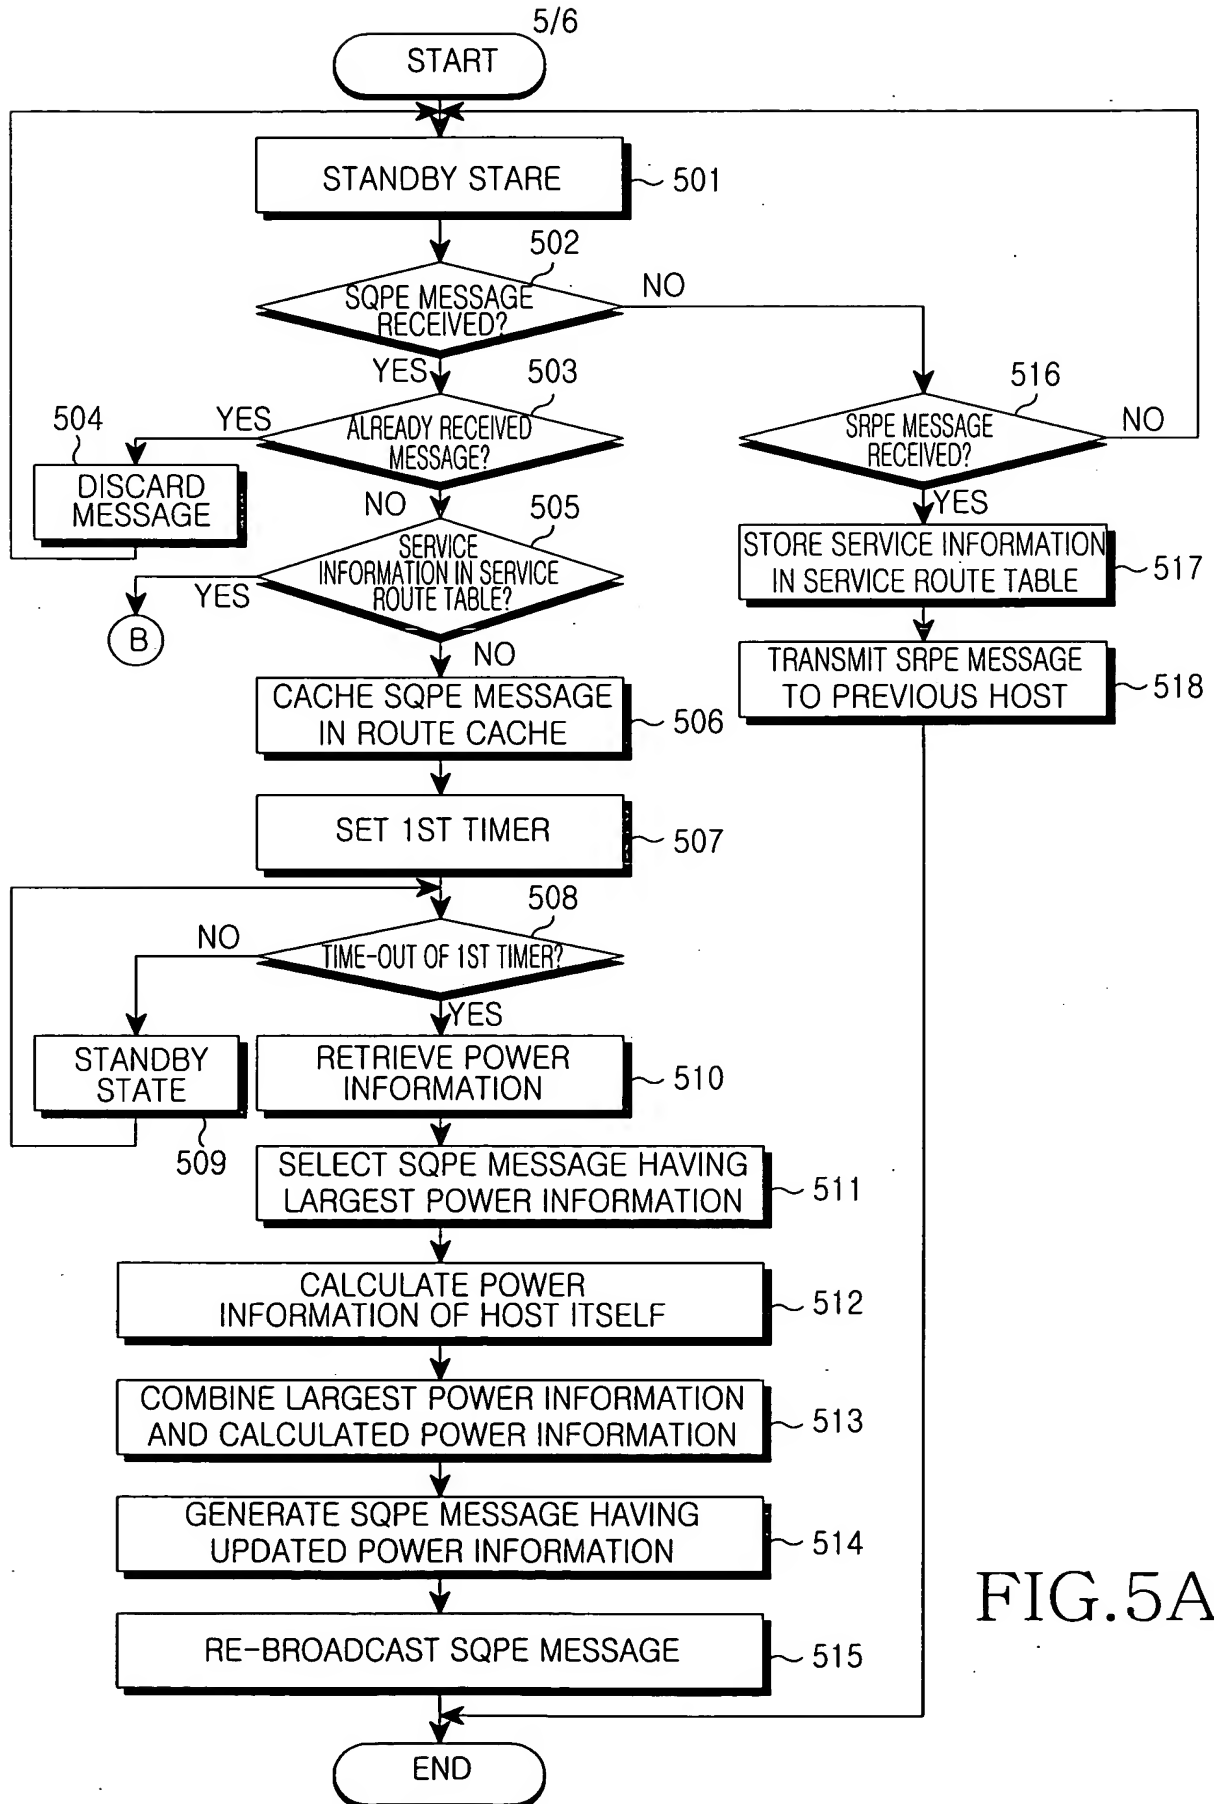 5/6
START
STANDBY STARE
501
502
SQPE MESSAGE
RECEIVED?
NO
YES
503
516
504
YES
ALREADY RECEIVED
MESSAGE?
SRPE MESSAGE
RECEIVED?
NO
DISCARD
MESSAGE
NO
505
YES
SERVICE
INFORMATION IN SERVICE
ROUTE TABLE?
STORE SERVICE INFORMATION
IN SERVICE ROUTE TABLE
517
YES
B
NO
TRANSMIT SRPE MESSAGE
TO PREVIOUS HOST
518
CACHE SQPE MESSAGE
IN ROUTE CACHE
506
SET 1ST TIMER
507
508
NO
TIME-OUT OF 1ST TIMER?
YES
STANDBY
STATE
509
RETRIEVE POWER
INFORMATION
510
SELECT SQPE MESSAGE HAVING
LARGEST POWER INFORMATION
511
CALCULATE POWER
INFORMATION OF HOST ITSELF
512
COMBINE LARGEST POWER INFORMATION
AND CALCULATED POWER INFORMATION
513
GENERATE SQPE MESSAGE HAVING
UPDATED POWER INFORMATION
514
RE-BROADCAST SQPE MESSAGE
515
END
FIG.5A